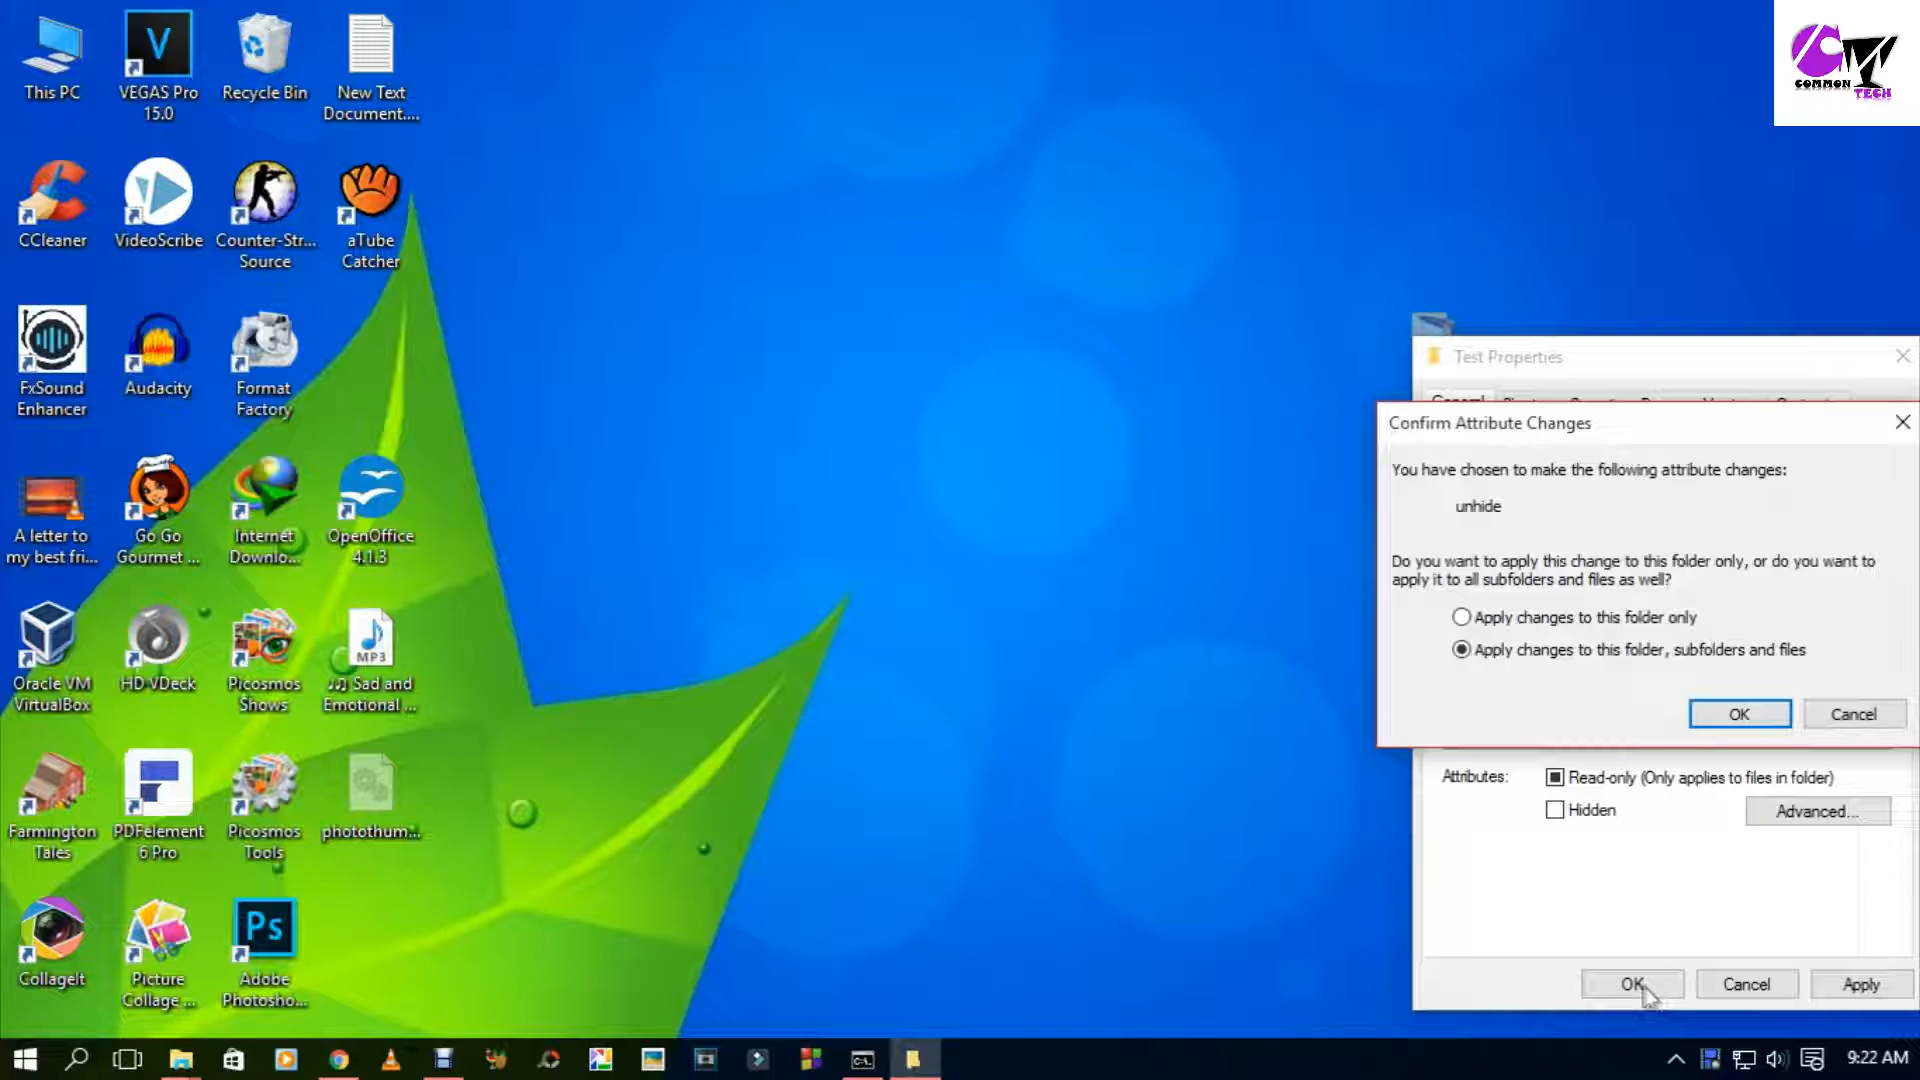 This PC
VEGAS Pro
15.0
Recycle Bin
New Text
Document....
CCleaner
VideoScribe
Counter-Str...
Source
aTube
Catcher
FxSound
Enhancer
Audacity
Format
Factory
A letter to
my best fri...
Go Go
Gourmet ...
Internet
Downlo...
OpenOffice
4.1.3
Oracle VM
VirtualBox
HD VDeck
Picosmos
Shows
MP3
Sad and
Emotional ...
Farmington
Tales
PDFelement
6 Pro
Picosmos
Tools
photothum...
CollageIt
Picture
Collage ...
Ps
Adobe
Photosho...
COMMON
TECH
Test Properties
General
Confirm Attribute Changes
You have chosen to make the following attribute changes:
unhide
Do you want to apply this change to this folder only, or do you want to
apply it to all subfolders and files as well?
Apply changes to this folder only
Apply changes to this folder, subfolders and files
OK
Cancel
Attributes:
Read-only (Only applies to files in folder)
Hidden
Advanced...
OK
Cancel
Apply
9:22 AM